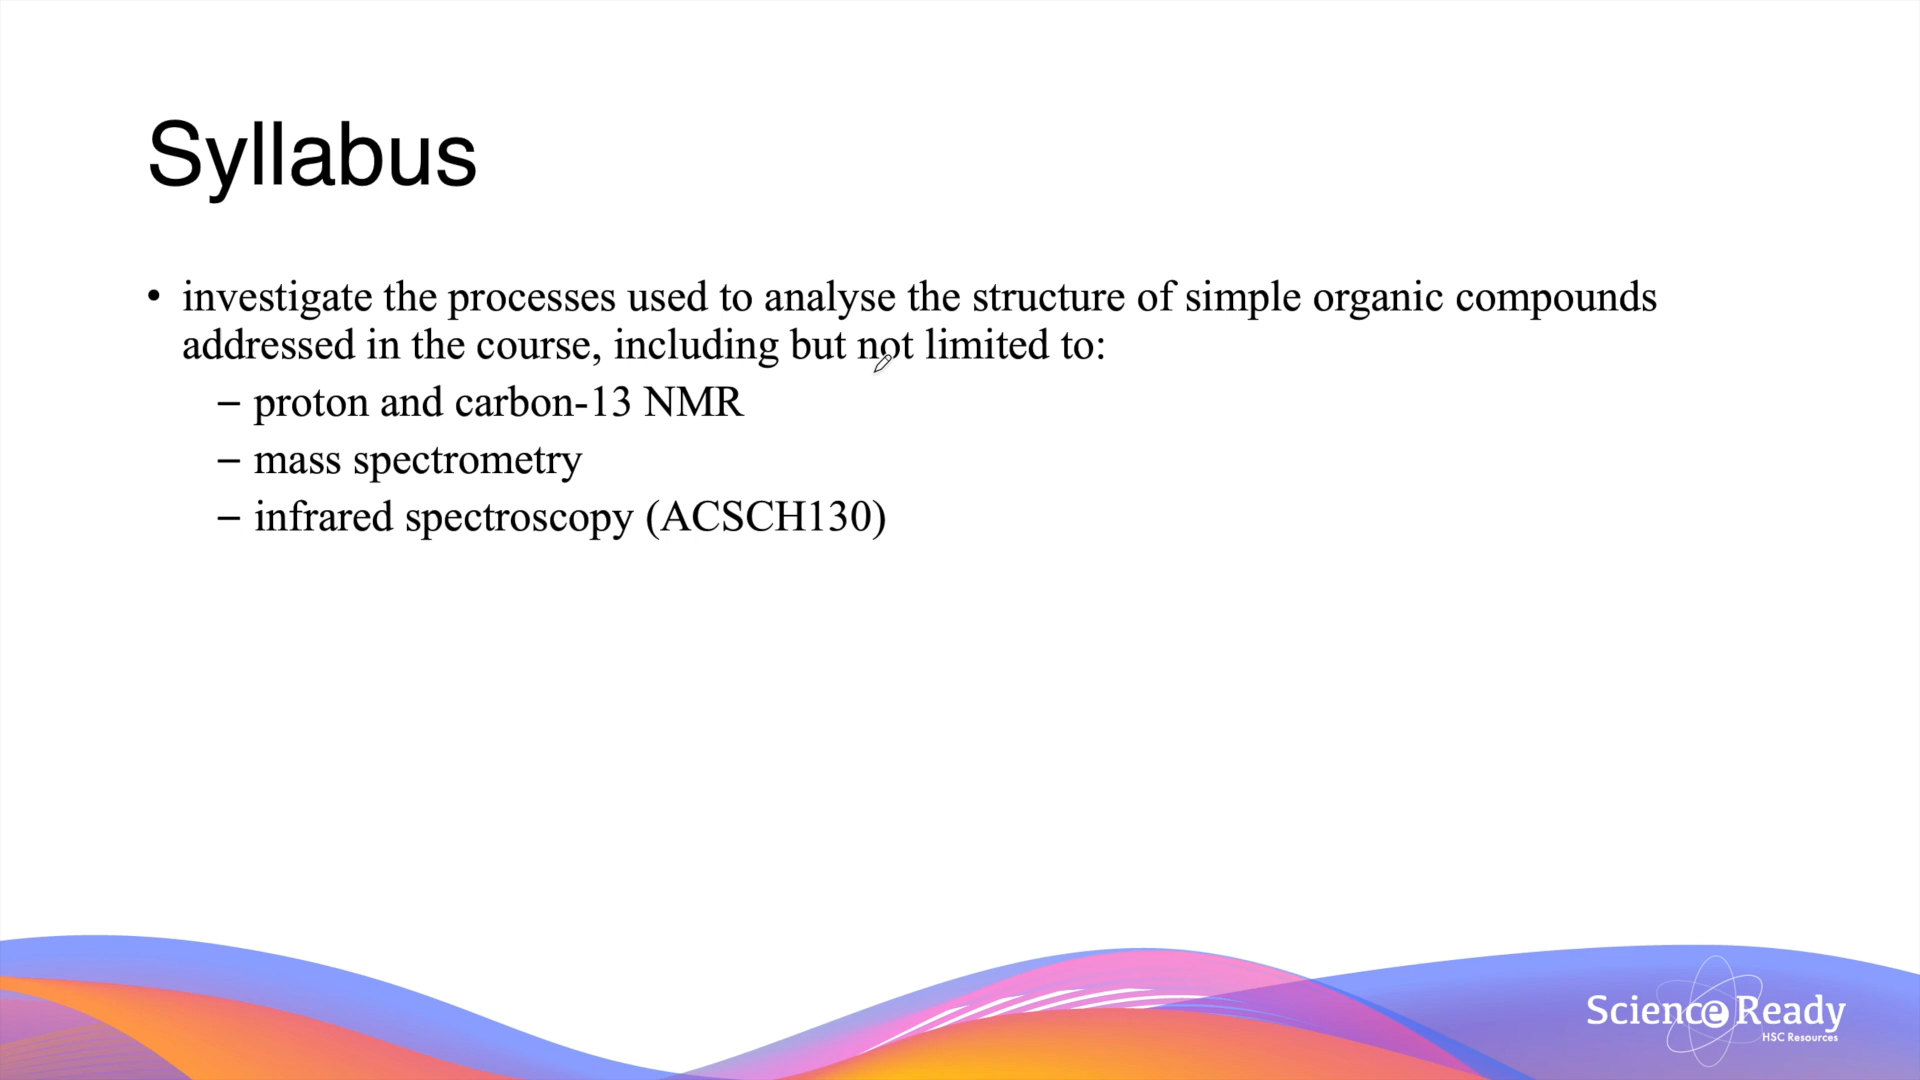 Syllabus
• investigate the processes used to analyse the structure of simple organic compounds
addressed in the course, including but not limited to:
– proton and carbon-13 NMR
– mass spectrometry
– infrared spectroscopy (ACSCH130)
Science Ready
HSC Resources